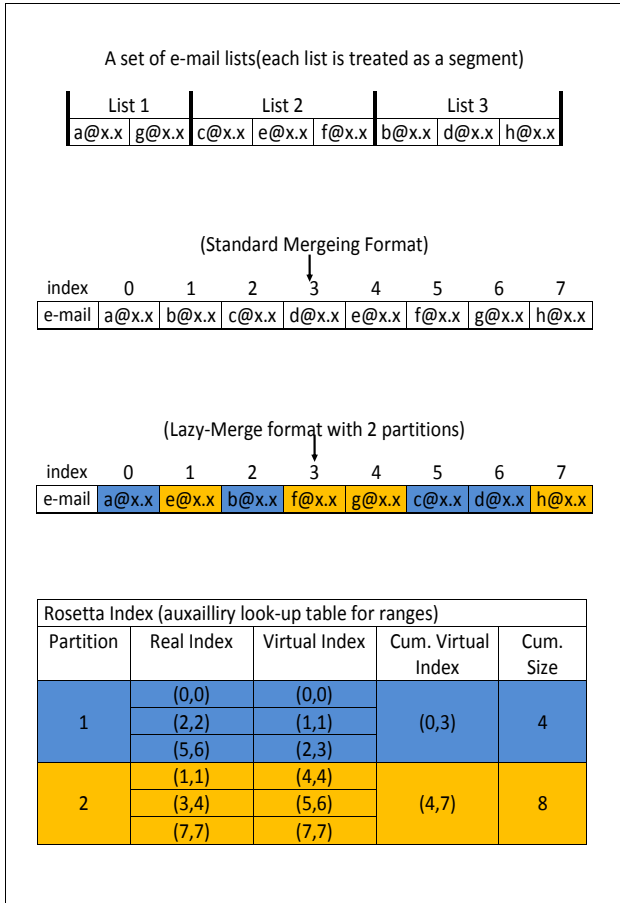 A set of e-mail lists(each list is treated as a segment)
List 1 List 2 List 3
a@x.x g@x.x c@x.x e@x.x f@x.x b@x.x d@x.x h@x.x
(Standard Mergeing Format)
index 0 1 2 3 4 5 6 7
e-mail a@x.x b@x.x c@x.x d@x.x e@x.x f@x.x g@x.x h@x.x
(Lazy-Merge format with 2 partitions)
index 0 1 2 3 4 5 6 7
e-mail a@x.x e@x.x b@x.x f@x.x g@x.x c@x.x d@x.x h@x.x
Rosetta Index (auxailliry look-up table for ranges)
Partition Real Index Virtual Index Cum. Virtual Cum.
Index Size
(0,0) (0,0)
1 (2,2) (1,1) (0,3) 4
(5,6) (2,3)
(1,1) (4,4)
2 (3,4) (5,6) (4,7) 8
(7,7) (7,7)